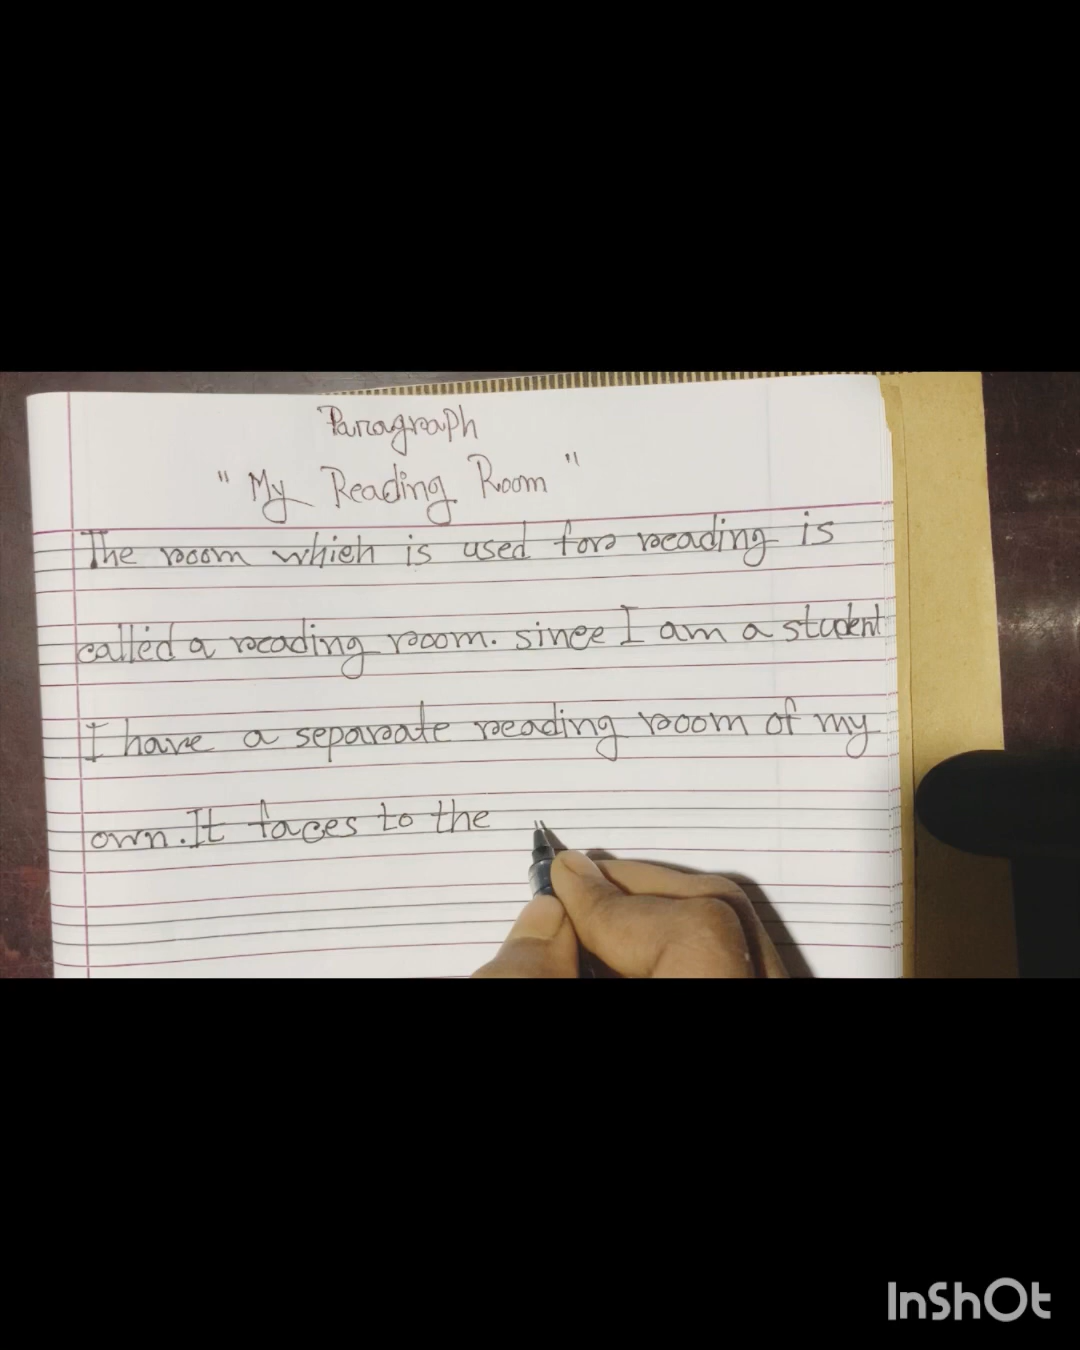 Paragraph
" My Reading Room "
The room which is used for reading is
called a reading room. since I am a student
I have a separate reading room of my
own. It faces to the
InShOt